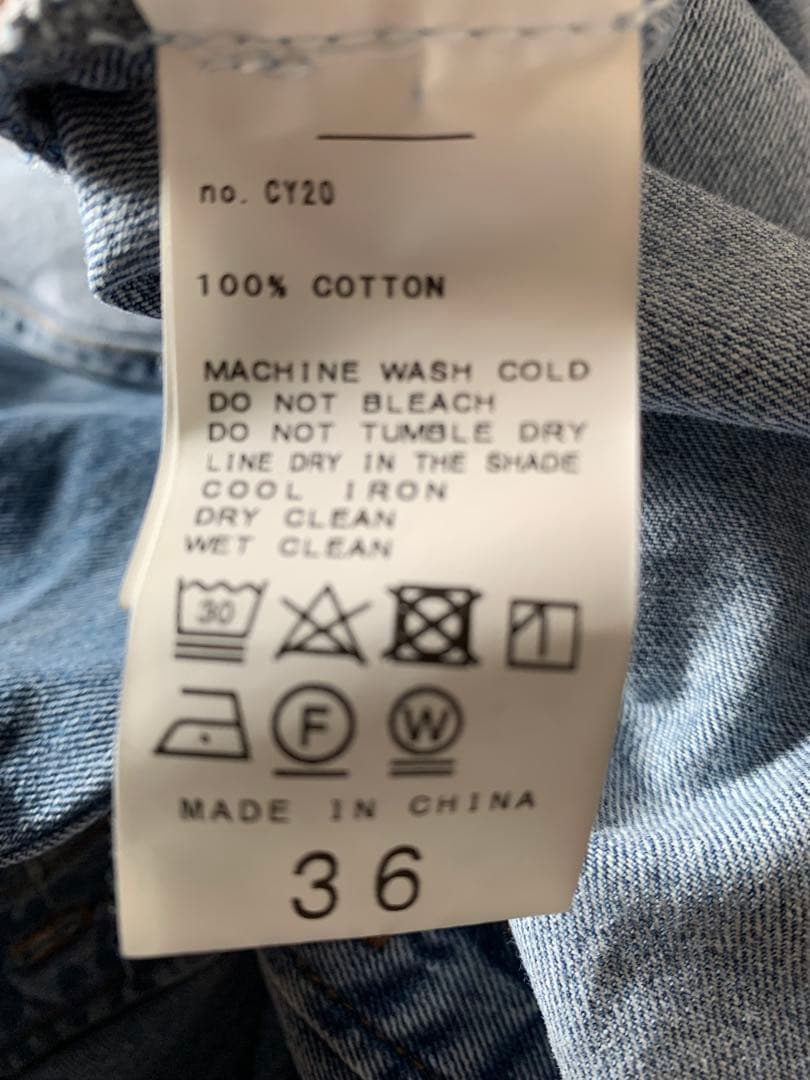 no. CY20
100% COTTON
MACHINE WASH COLD
DO NOT BLEACH
DO NOT TUMBLE DRY
LINE DRY IN THE SHADE
COOL IRON
DRY CLEAN
WET CLEAN
30
F W
MADE IN CHINA
36